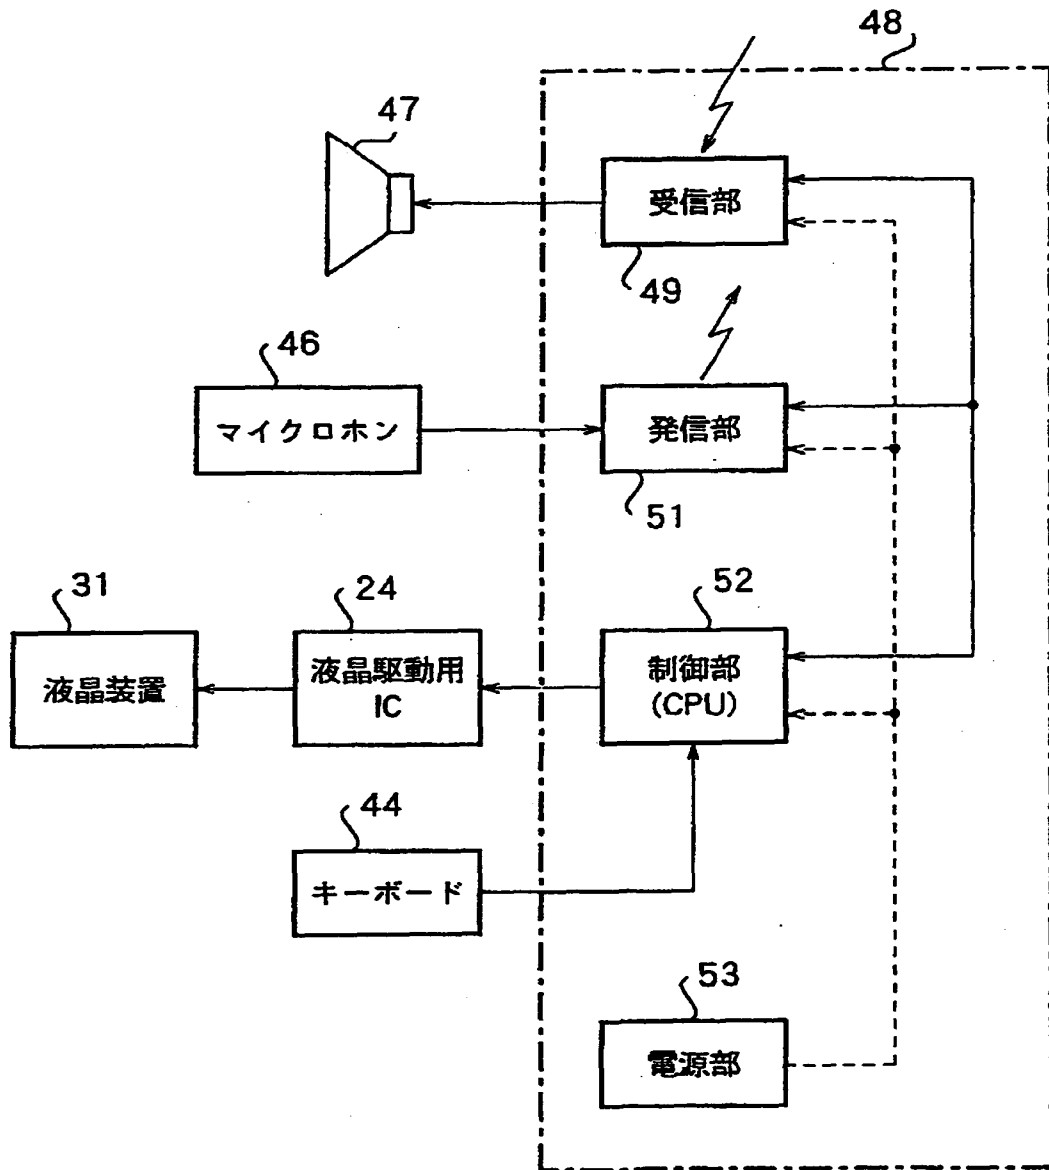 48
47
受信部
49
46
マイクロホン
発信部
51
31
24
52
液晶装置
液晶駆動用
IC
制御部
(CPU)
44
キーボード
53
電源部